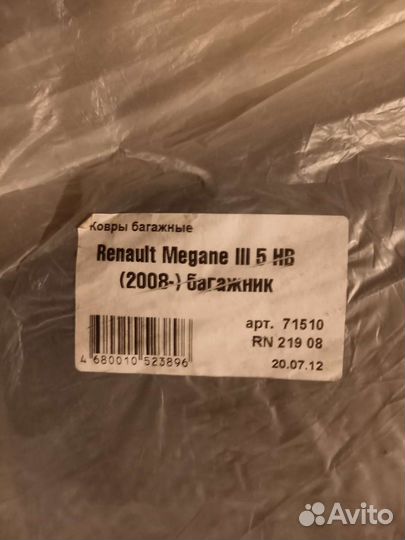 Ковры багажные
Renault Megane III 5 HB
(2008-) багажник
арт. 71510
RN 219 08
20.07.12
4 680010 523896
Avito